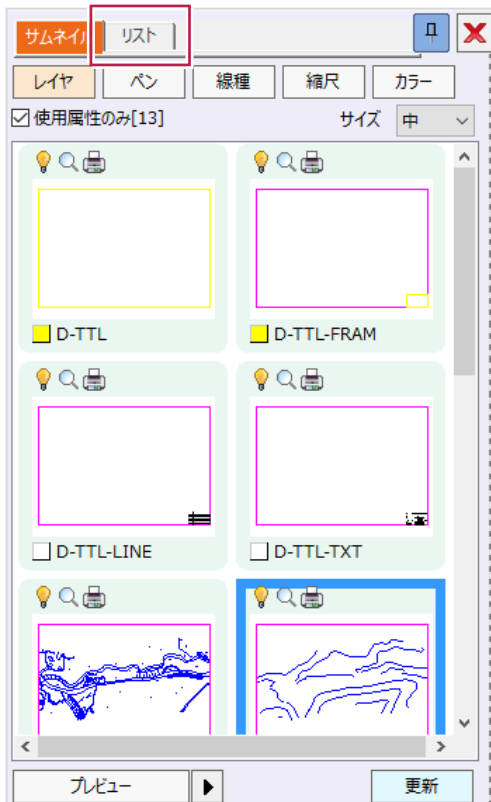 サムネイル リスト
レイヤ ペン 線種 縮尺 カラー
使用属性のみ[13] サイズ 中
D-TTL D-TTL-FRAM
D-TTL-LINE D-TTL-TXT
プレビュー 更新